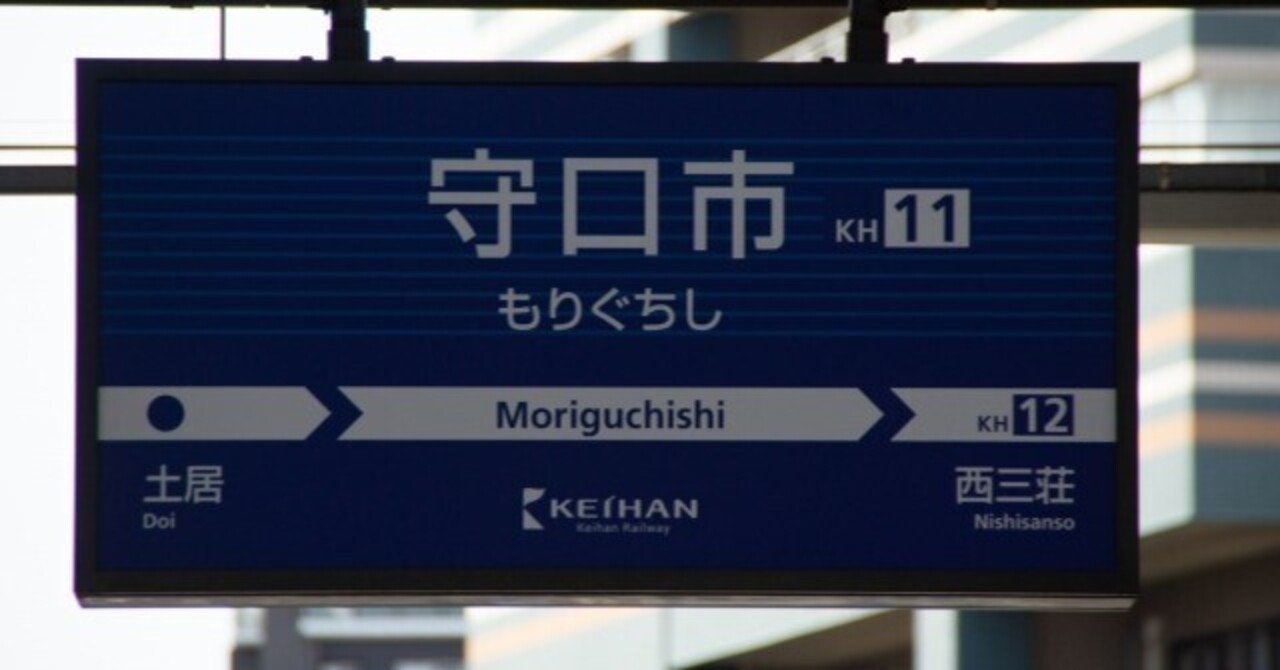 守口市 KH 11
もりぐちし
Moriguchishi KH 12
土居 西三荘
Doi Nishisanso
KEIHAN
Keihan Railway